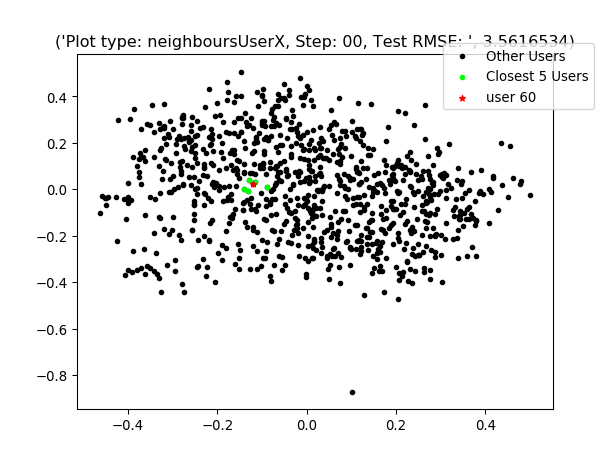 ('Plot type: neighboursUserX, Step: 00, Test RMSE: ', 3.5616534)
Other Users
Closest 5 Users
user 60
0.4
0.2
0.0
−0.2
−0.4
−0.6
−0.8
−0.4 −0.2 0.0 0.2 0.4